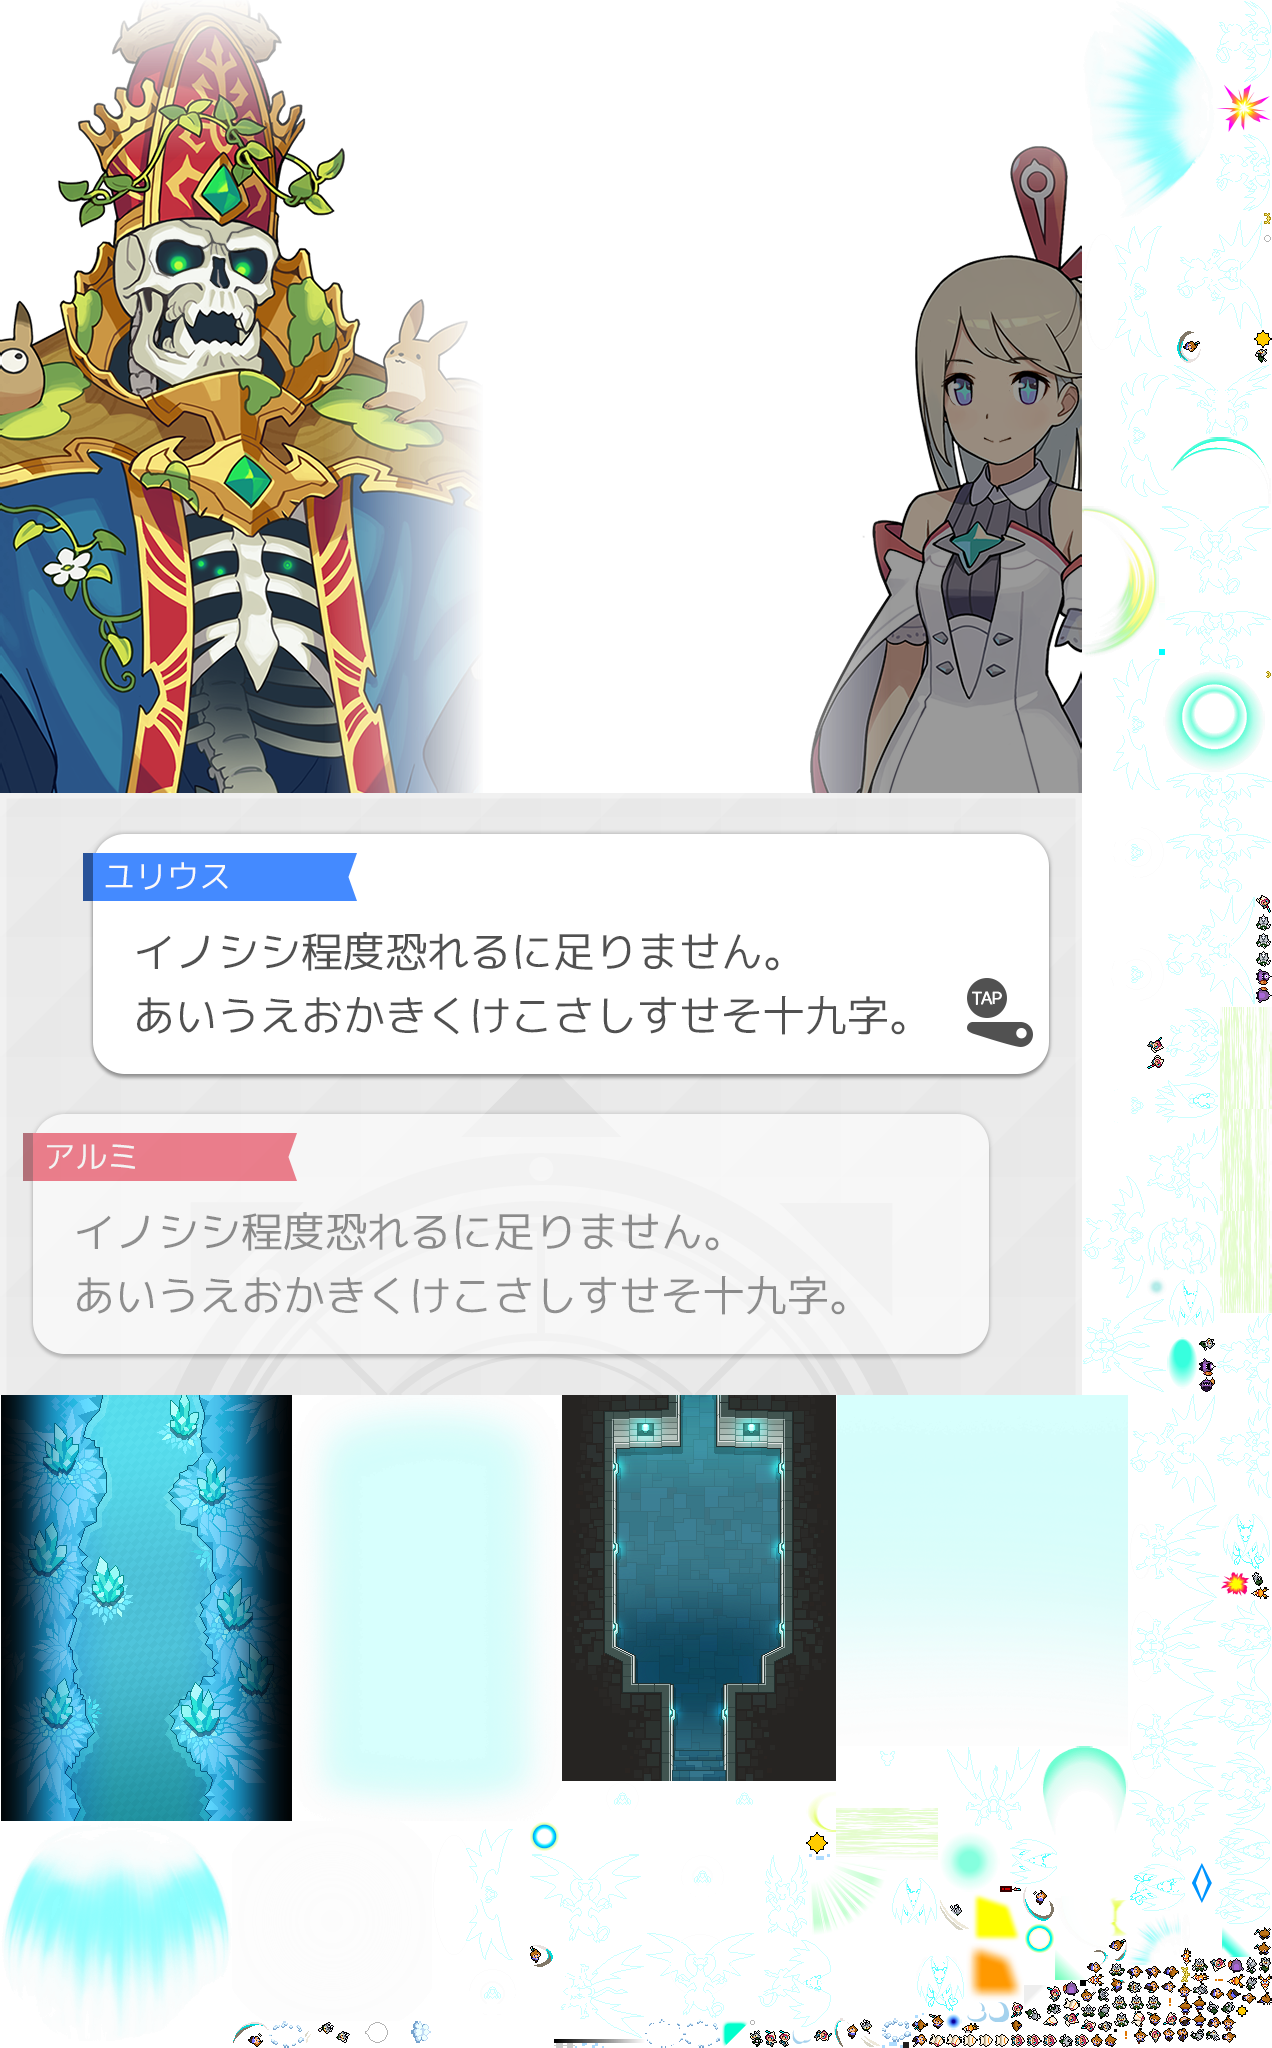 ユリウス
イノシシ程度恐れるに足りません。
あいうえおかきくけこさしすせそ十九字。
TAP
アルミ
イノシシ程度恐れるに足りません。
あいうえおかきくけこさしすせそ十九字。